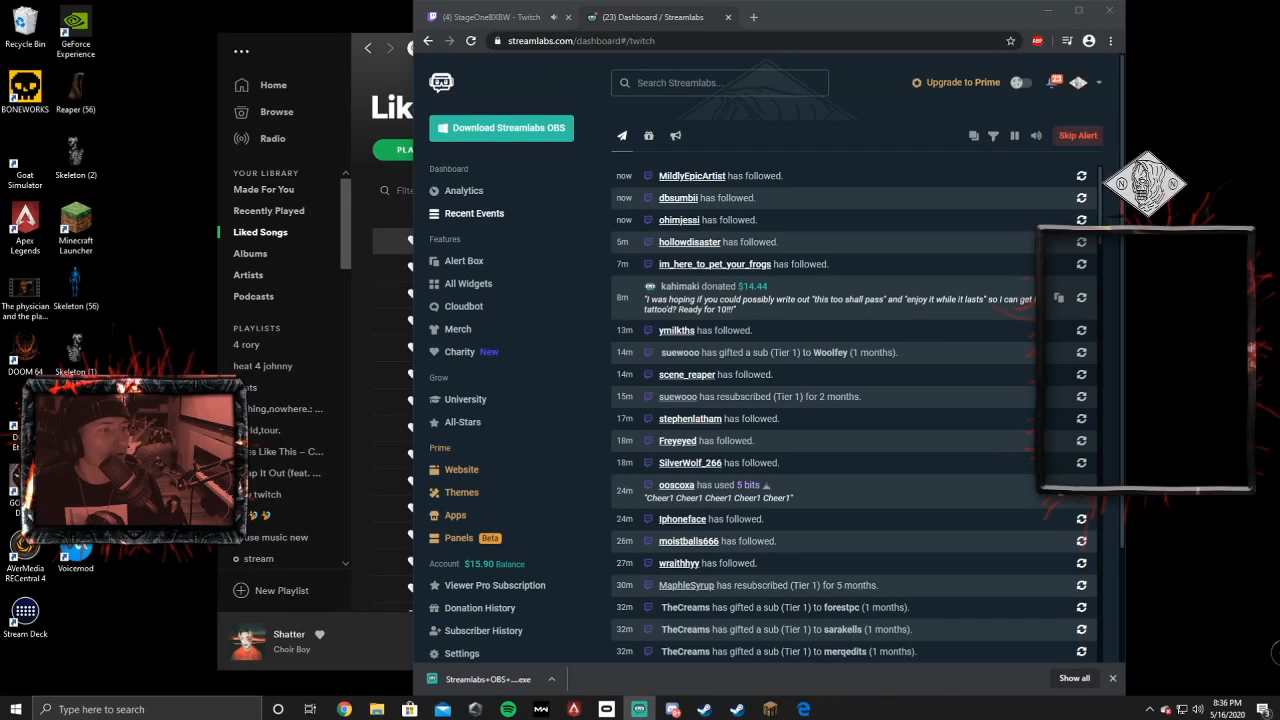 (4) StageOneBXBW - Twitch
(23) Dashboard / Streamlabs
streamlabs.com/dashboard#/twitch
Recycle Bin
GeForce
Experience
BONEWORKS
Reaper (56)
Goat
Simulator
Skeleton (2)
Apex
Legends
Minecraft
Launcher
The physician
and the pla...
Skeleton (56)
DOOM 64
Skeleton (1)
AVerMedia
RECentral 4
Voicemod
Stream Deck
Home
Browse
Radio
YOUR LIBRARY
Made For You
Recently Played
Liked Songs
Albums
Artists
Podcasts
PLAYLISTS
4 rory
heat 4 johnny
stream
New Playlist
Shatter
Choir Boy
Lik
PLA
Search Streamlabs...
Upgrade to Prime
23
Download Streamlabs OBS
Dashboard
Analytics
Recent Events
Features
Alert Box
All Widgets
Cloudbot
Merch
Charity New
Grow
University
All-Stars
Prime
Website
Themes
Apps
Panels Beta
Account $15.90 Balance
Viewer Pro Subscription
Donation History
Subscriber History
Settings
Skip Alert
now MildlyEpicArtist has followed.
now dbsumbii has followed.
now ohimjessi has followed.
5m hollowdisaster has followed.
7m im_here_to_pet_your_frogs has followed.
8m kahimaki donated $14.44
"I was hoping if you could possibly write out "this too shall pass" and "enjoy it while it lasts" so I can get i
tattoo'd? Ready for 10!!!"
13m ymilkths has followed.
14m suewooo has gifted a sub (Tier 1) to Woolfey (1 months).
14m scene_reaper has followed.
15m suewooo has resubscribed (Tier 1) for 2 months.
17m stephenlatham has followed.
18m Freyeyed has followed.
18m SilverWolf_266 has followed.
24m ooscoxa has used 5 bits
"Cheer1 Cheer1 Cheer1 Cheer1 Cheer1"
24m Iphoneface has followed.
26m moistballs666 has followed.
27m wraithhyy has followed.
30m MaphleSyrup has resubscribed (Tier 1) for 5 months.
32m TheCreams has gifted a sub (Tier 1) to forestpc (1 months).
32m TheCreams has gifted a sub (Tier 1) to sarakells (1 months).
32m TheCreams has gifted a sub (Tier 1) to merqedits (1 months).
N N
Streamlabs+OBS+....exe
Show all
Type here to search
8:36 PM
5/16/2020